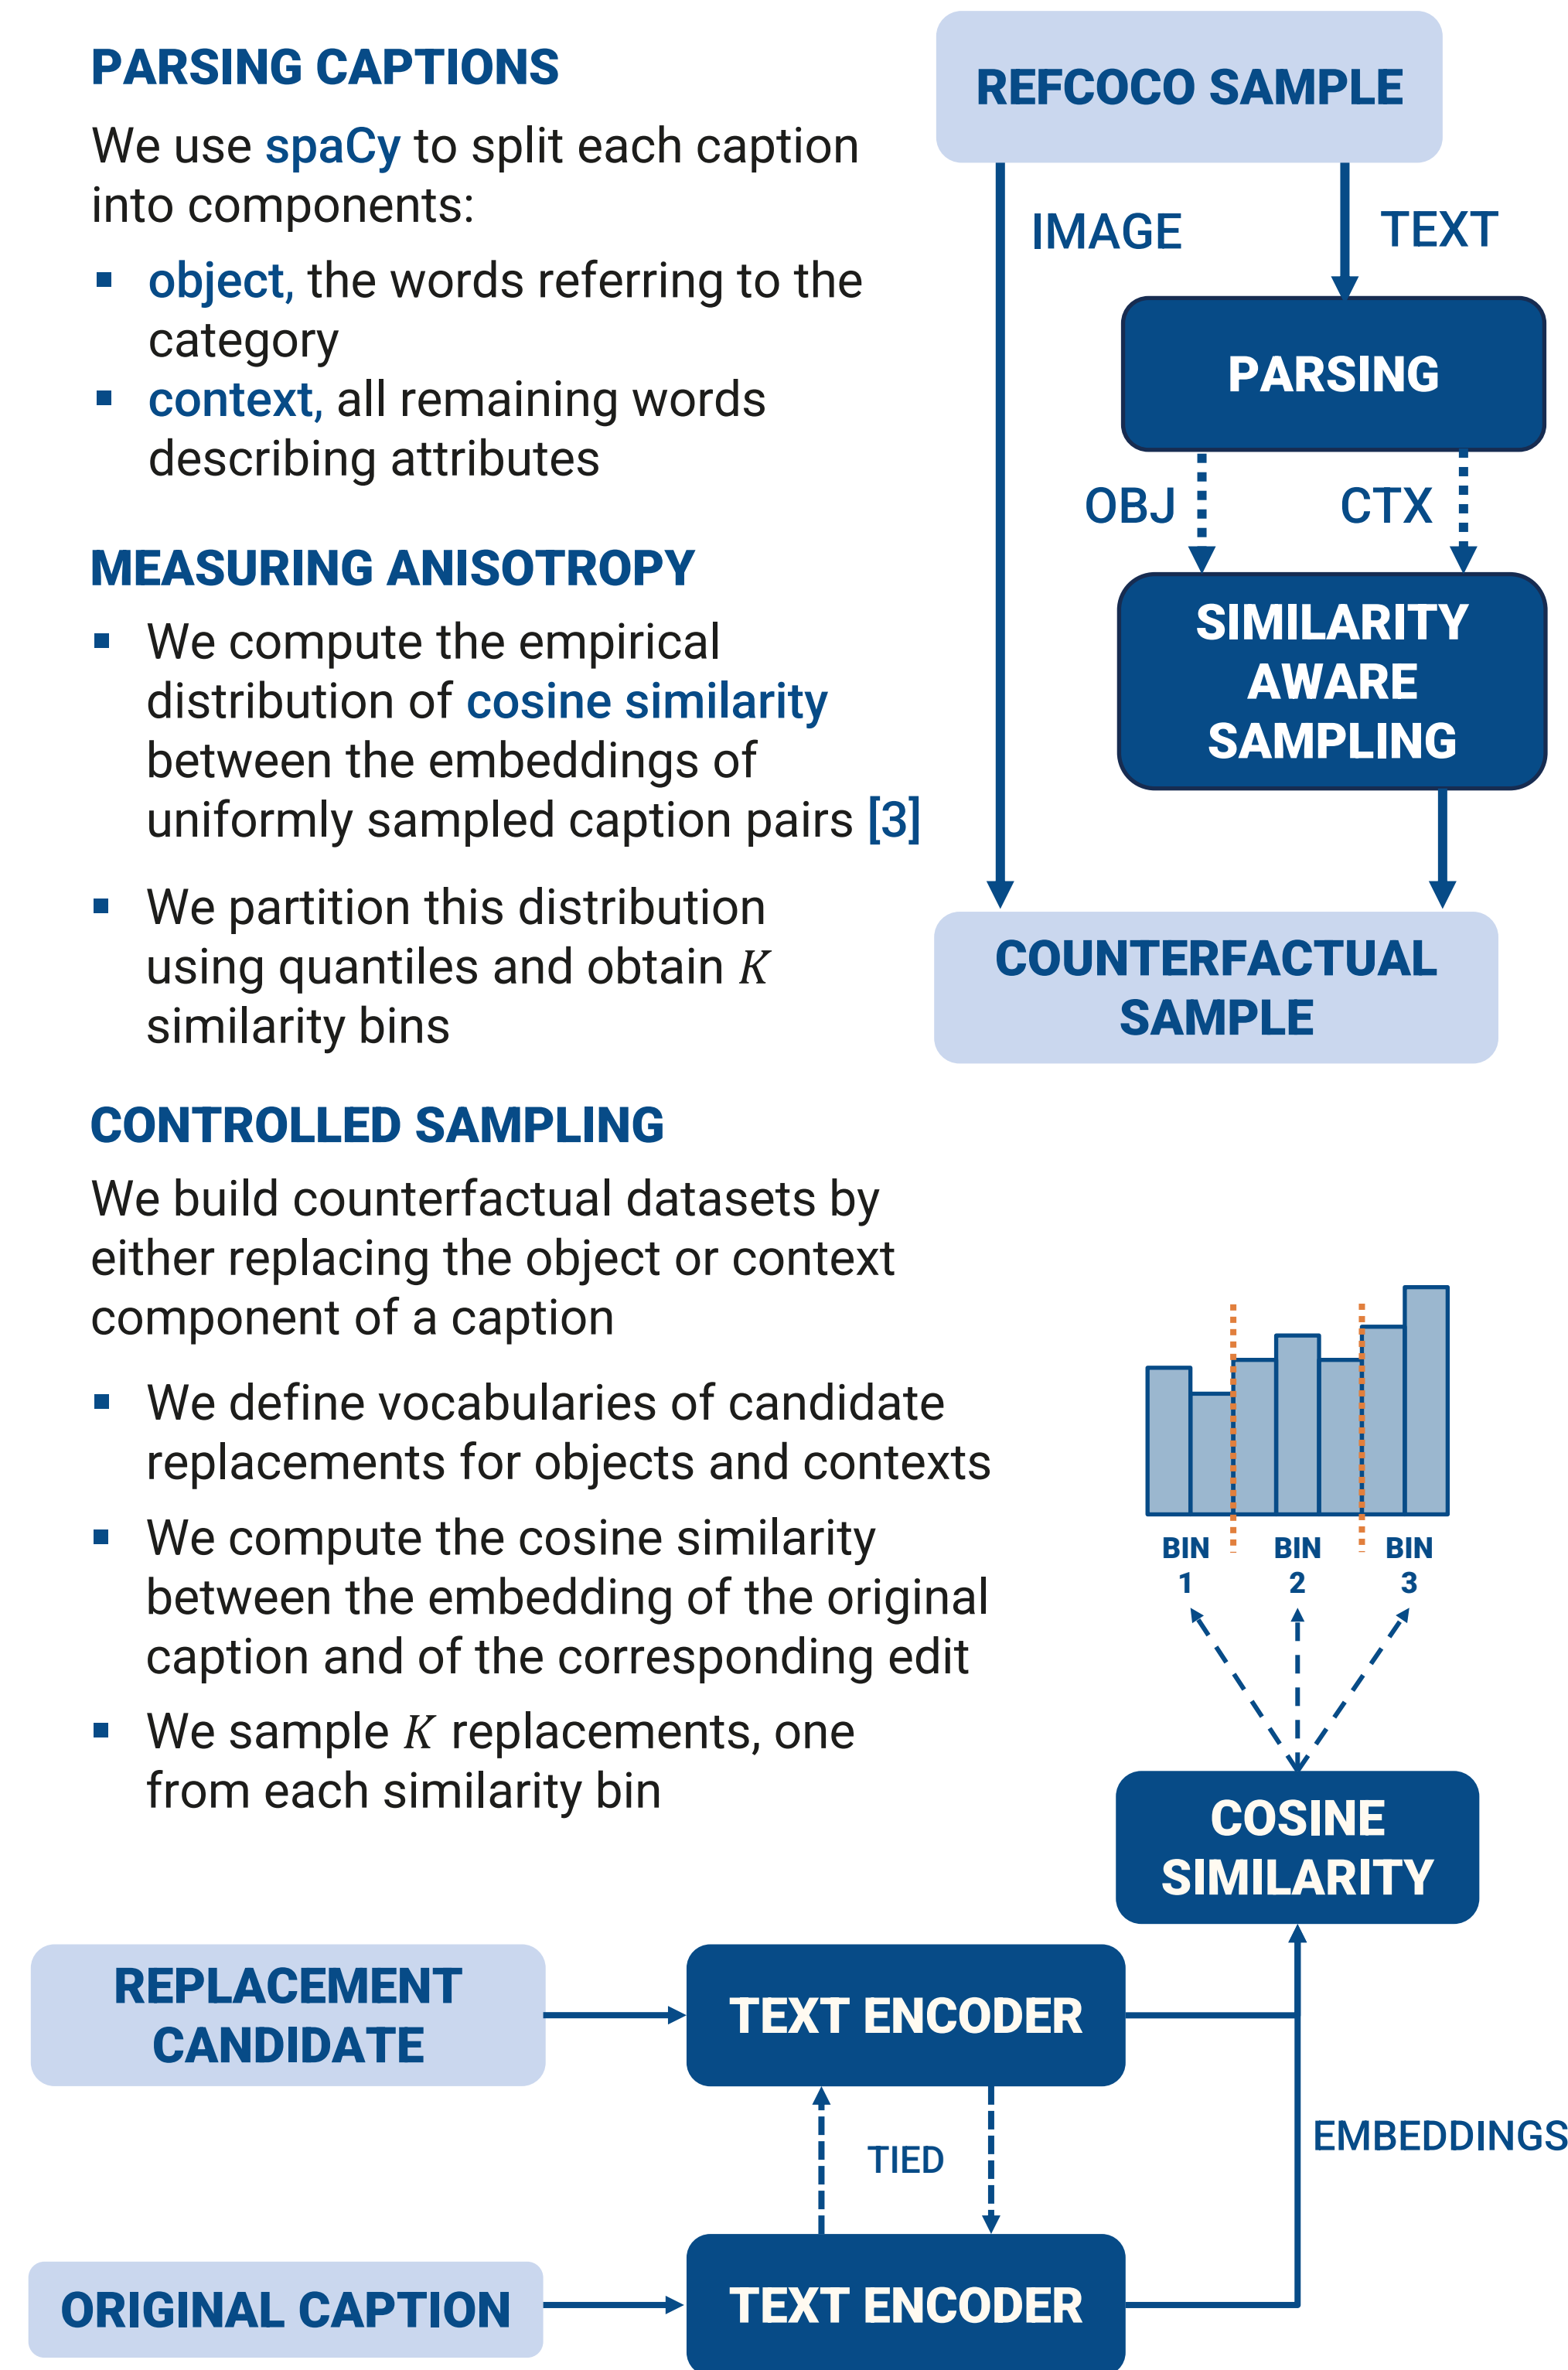 PARSING CAPTIONS
We use spaCy to split each caption
into components:
▪ object, the words referring to the
category
▪ context, all remaining words
describing attributes
MEASURING ANISOTROPY
▪ We compute the empirical
distribution of cosine similarity
between the embeddings of
uniformly sampled caption pairs [3]
▪ We partition this distribution
using quantiles and obtain K
similarity bins
CONTROLLED SAMPLING
We build counterfactual datasets by
either replacing the object or context
component of a caption
▪ We define vocabularies of candidate
replacements for objects and contexts
▪ We compute the cosine similarity
between the embedding of the original
caption and of the corresponding edit
▪ We sample K replacements, one
from each similarity bin
REFCOCO SAMPLE
IMAGE
TEXT
PARSING
OBJ
CTX
SIMILARITY
AWARE
SAMPLING
COUNTERFACTUAL
SAMPLE
BIN
1
BIN
2
BIN
3
COSINE
SIMILARITY
REPLACEMENT
CANDIDATE
TEXT ENCODER
TIED
EMBEDDINGS
ORIGINAL CAPTION
TEXT ENCODER